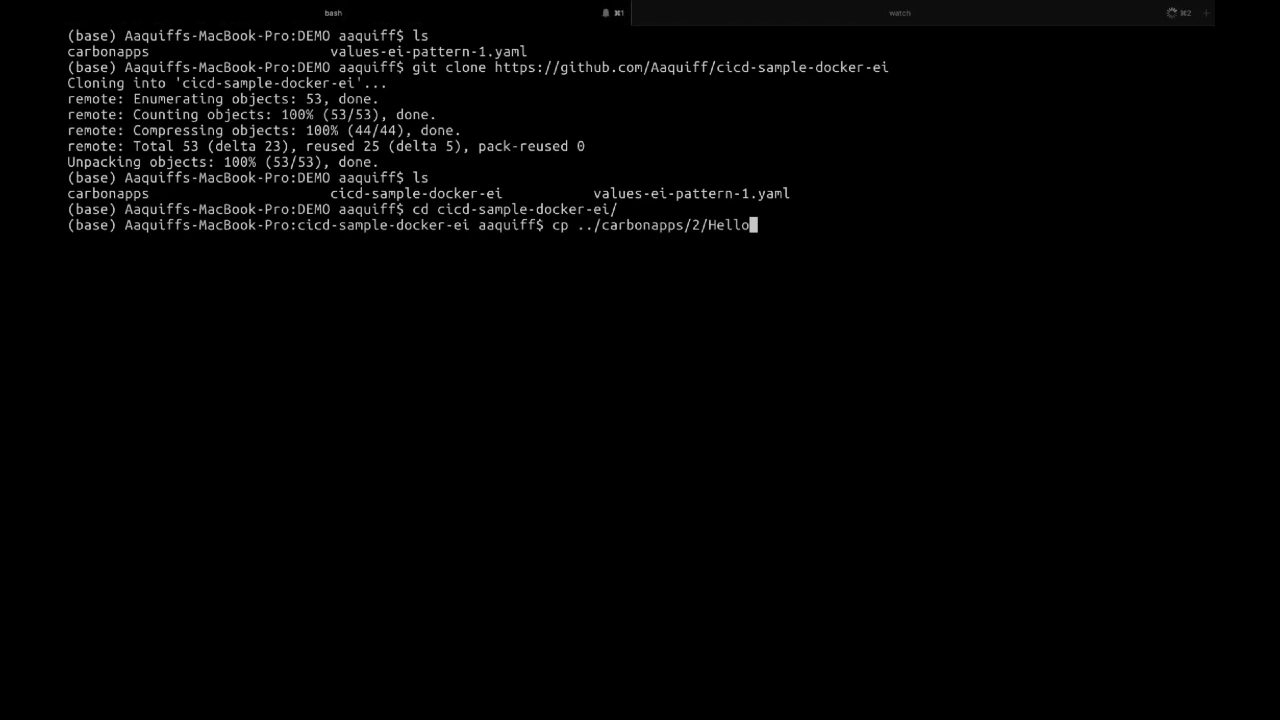 bash
⌘1
watch
⌘2
+
(base) Aaquiffs-MacBook-Pro:DEMO aaquiff$ ls
carbonapps values-ei-pattern-1.yaml
(base) Aaquiffs-MacBook-Pro:DEMO aaquiff$ git clone https://github.com/Aaquiff/cicd-sample-docker-ei
Cloning into 'cicd-sample-docker-ei'...
remote: Enumerating objects: 53, done.
remote: Counting objects: 100% (53/53), done.
remote: Compressing objects: 100% (44/44), done.
remote: Total 53 (delta 23), reused 25 (delta 5), pack-reused 0
Unpacking objects: 100% (53/53), done.
(base) Aaquiffs-MacBook-Pro:DEMO aaquiff$ ls
carbonapps cicd-sample-docker-ei values-ei-pattern-1.yaml
(base) Aaquiffs-MacBook-Pro:DEMO aaquiff$ cd cicd-sample-docker-ei/
(base) Aaquiffs-MacBook-Pro:cicd-sample-docker-ei aaquiff$ cp ../carbonapps/2/Hello